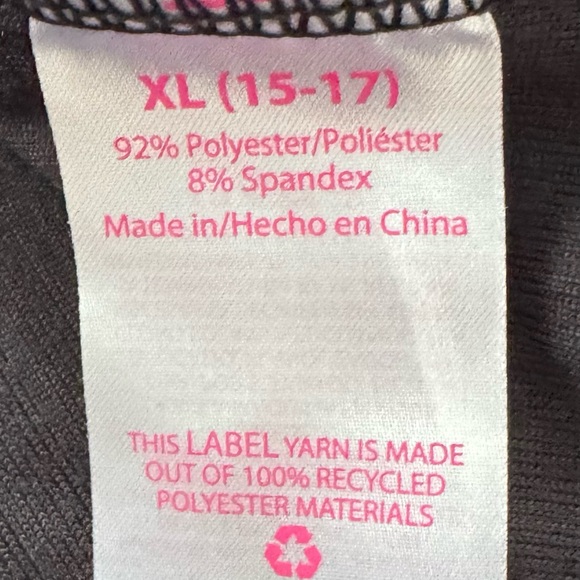 XL (15-17)
92% Polyester/Poliéster
8% Spandex
Made in/Hecho en China
THIS LABEL YARN IS MADE
OUT OF 100% RECYCLED
POLYESTER MATERIALS